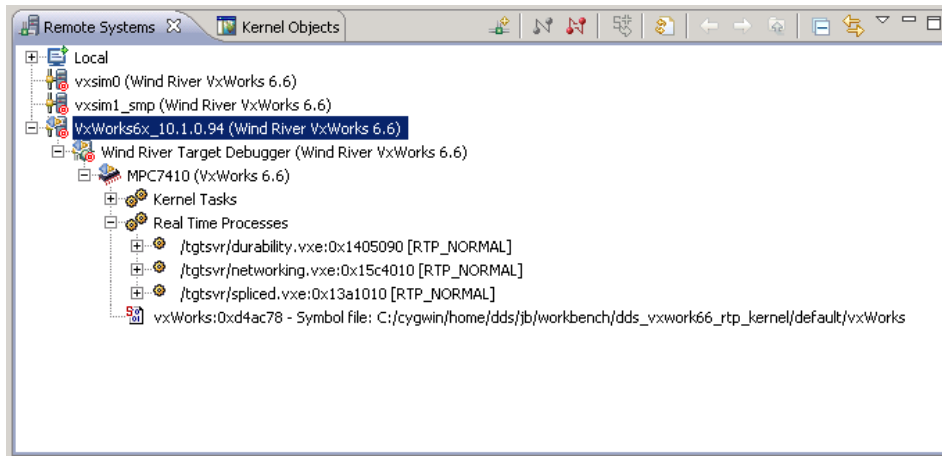 Remote Systems Kernel Objects
Local
vxsim0 (Wind River VxWorks 6.6)
vxsim1_smp (Wind River VxWorks 6.6)
VxWorks6x_10.1.0.94 (Wind River VxWorks 6.6)
Wind River Target Debugger (Wind River VxWorks 6.6)
MPC7410 (VxWorks 6.6)
Kernel Tasks
Real Time Processes
/tgtsvr/durability.vxe:0x1405090 [RTP_NORMAL]
/tgtsvr/networking.vxe:0x15c4010 [RTP_NORMAL]
/tgtsvr/spliced.vxe:0x13a1010 [RTP_NORMAL]
vxWorks:0xd4ac78 - Symbol file: C:/cygwin/home/dds/jb/workbench/dds_vxwork66_rtp_kernel/default/vxWorks